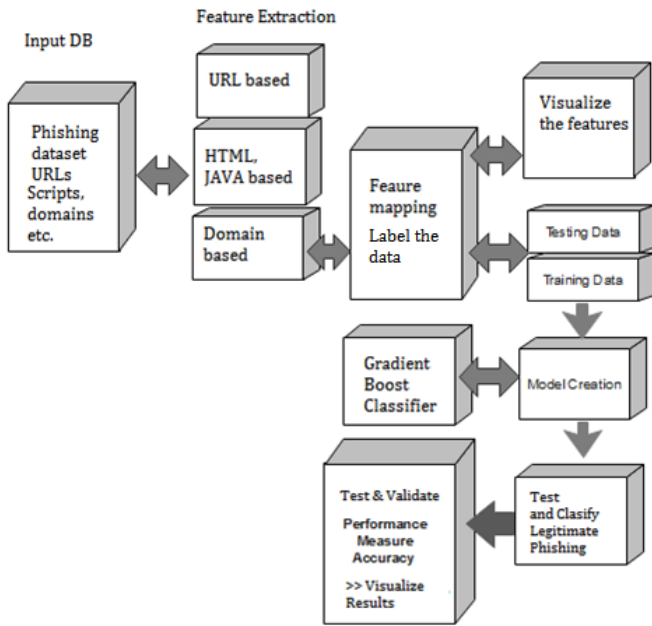 Feature Extraction
Input DB
URL based
Phishing
dataset
URLs
Scripts,
domains
etc.
HTML,
JAVA based
Domain
based
Feaure
mapping
Label the
data
Visualize
the features
Testing Data
Training Data
Gradient
Boost
Classifier
Model Creation
Test
and Clasify
Legitimate
Phishing
Test & Validate
Performance
Measure
Accuracy
>> Visualize
Results